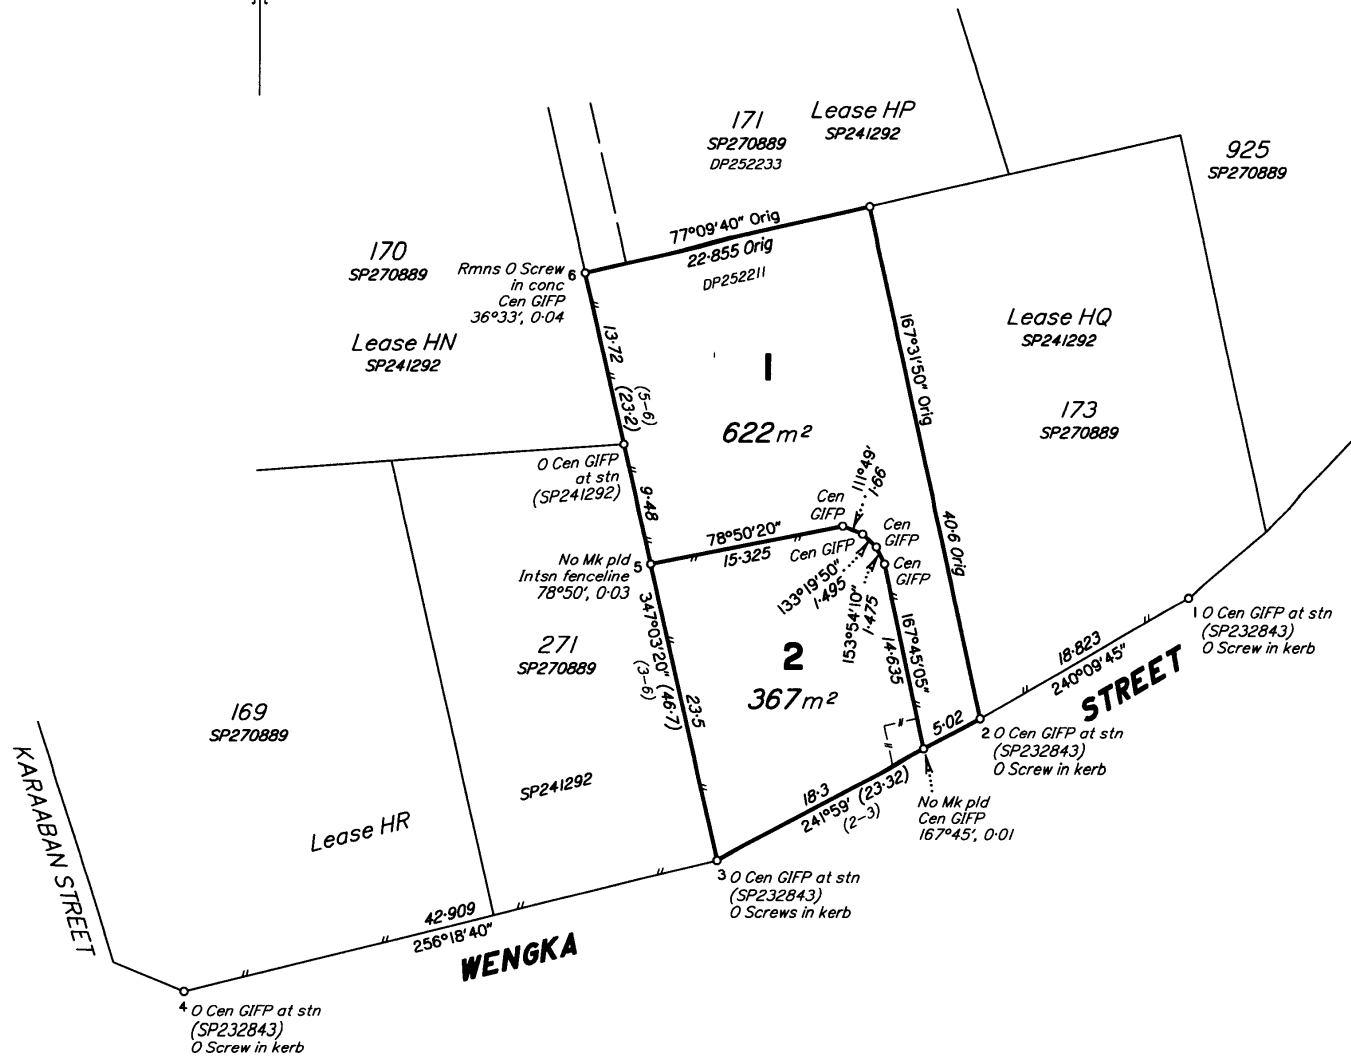 171
SP270889
DP252233
Lease HP
SP241292
925
SP270889
77°09'40" Orig
22·855 Orig
DP252211
170
SP270889
Lease HN
SP241292
6
Rmns O Screw
in conc
Cen GIFP
36°33', 0·04
13·72
(5-6)
(23·2)
1
622m²
167°31'50" Orig
40·6 Orig
Lease HQ
SP241292
173
SP270889
O Cen GIFP
at stn
(SP241292)
9·48
78°50'20"
15·325
Cen
GIFP
111°49'
1·66
Cen GIFP
Cen
GIFP
Cen
GIFP
133°19'50"
1·495
153°54'10"
1·475
167°45'05"
14·635
5
No Mk pld
Intsn fenceline
78°50', 0·03
347°03'20" (46·7)
(3-6)
23·5
2
367m²
271
SP270889
SP241292
169
SP270889
Lease HR
KARAABAN STREET
1 O Cen GIFP at stn
(SP232843)
O Screw in kerb
18·823
240°09'45"
STREET
2 O Cen GIFP at stn
(SP232843)
O Screw in kerb
5·02
18·3
241°59' (23·32)
(2-3)
No Mk pld
Cen GIFP
167°45', 0·01
3 O Cen GIFP at stn
(SP232843)
O Screws in kerb
42·909
256°18'40"
WENGKA
4 O Cen GIFP at stn
(SP232843)
O Screw in kerb